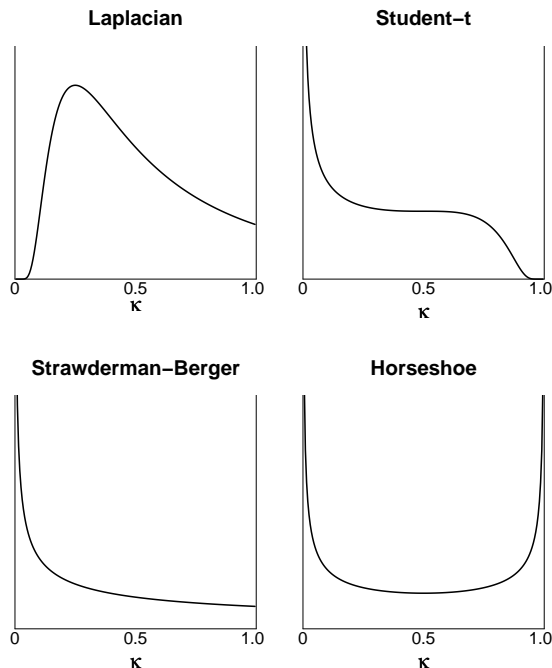 Laplacian
Student−t
0 0.5 1.0
κ
0 0.5 1.0
κ
Strawderman−Berger
Horseshoe
0 0.5 1.0
κ
0 0.5 1.0
κ